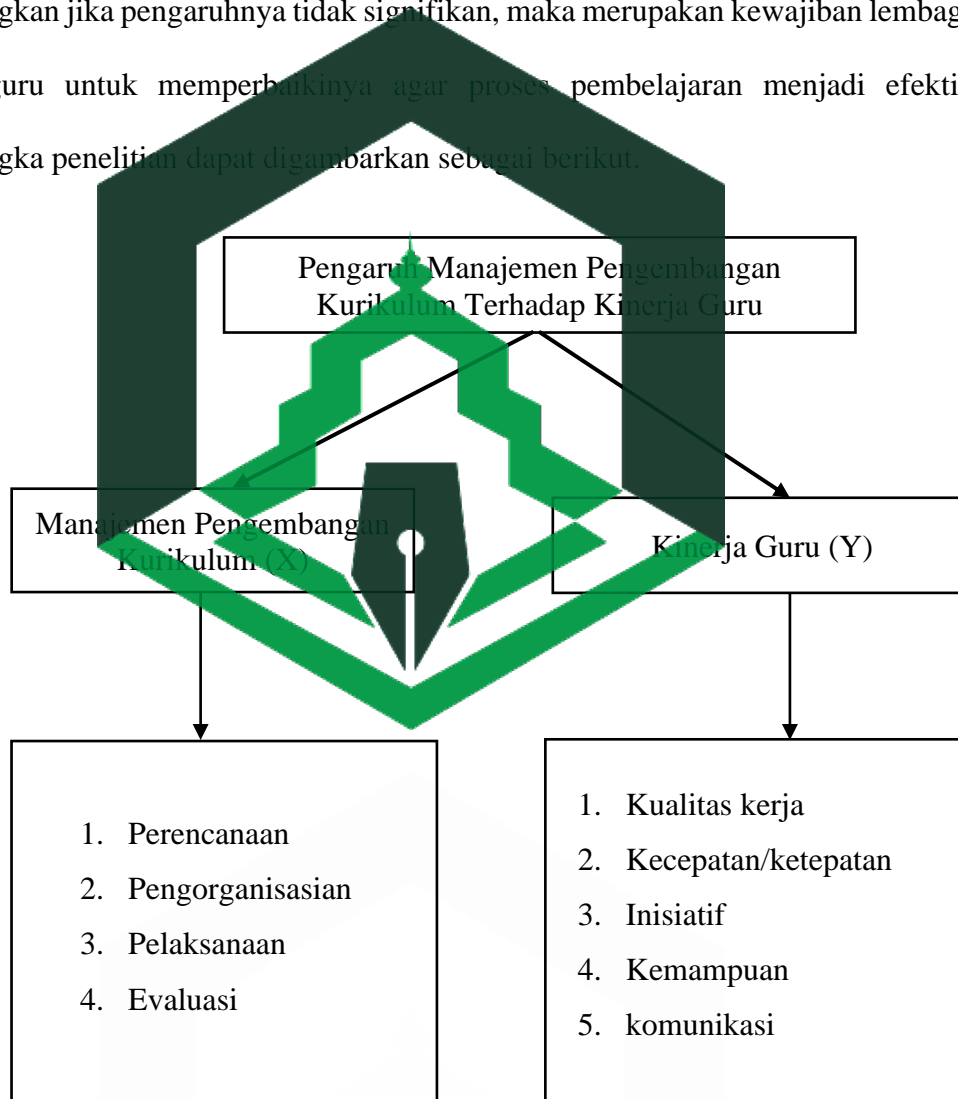 gkan jika pengaruhnya tidak signifikan, maka merupakan kewajiban lembag
guru untuk memperbaikinya agar proses pembelajaran menjadi efekti
gka penelitian dapat digambarkan sebagai berikut.
Pengaruh Manajemen Pengembangan
Kurikulum Terhadap Kinerja Guru
Manajemen Pengembangan
Kurikulum (X)
Kinerja Guru (Y)
1. Perencanaan
2. Pengorganisasian
3. Pelaksanaan
4. Evaluasi
1. Kualitas kerja
2. Kecepatan/ketepatan
3. Inisiatif
4. Kemampuan
5. komunikasi